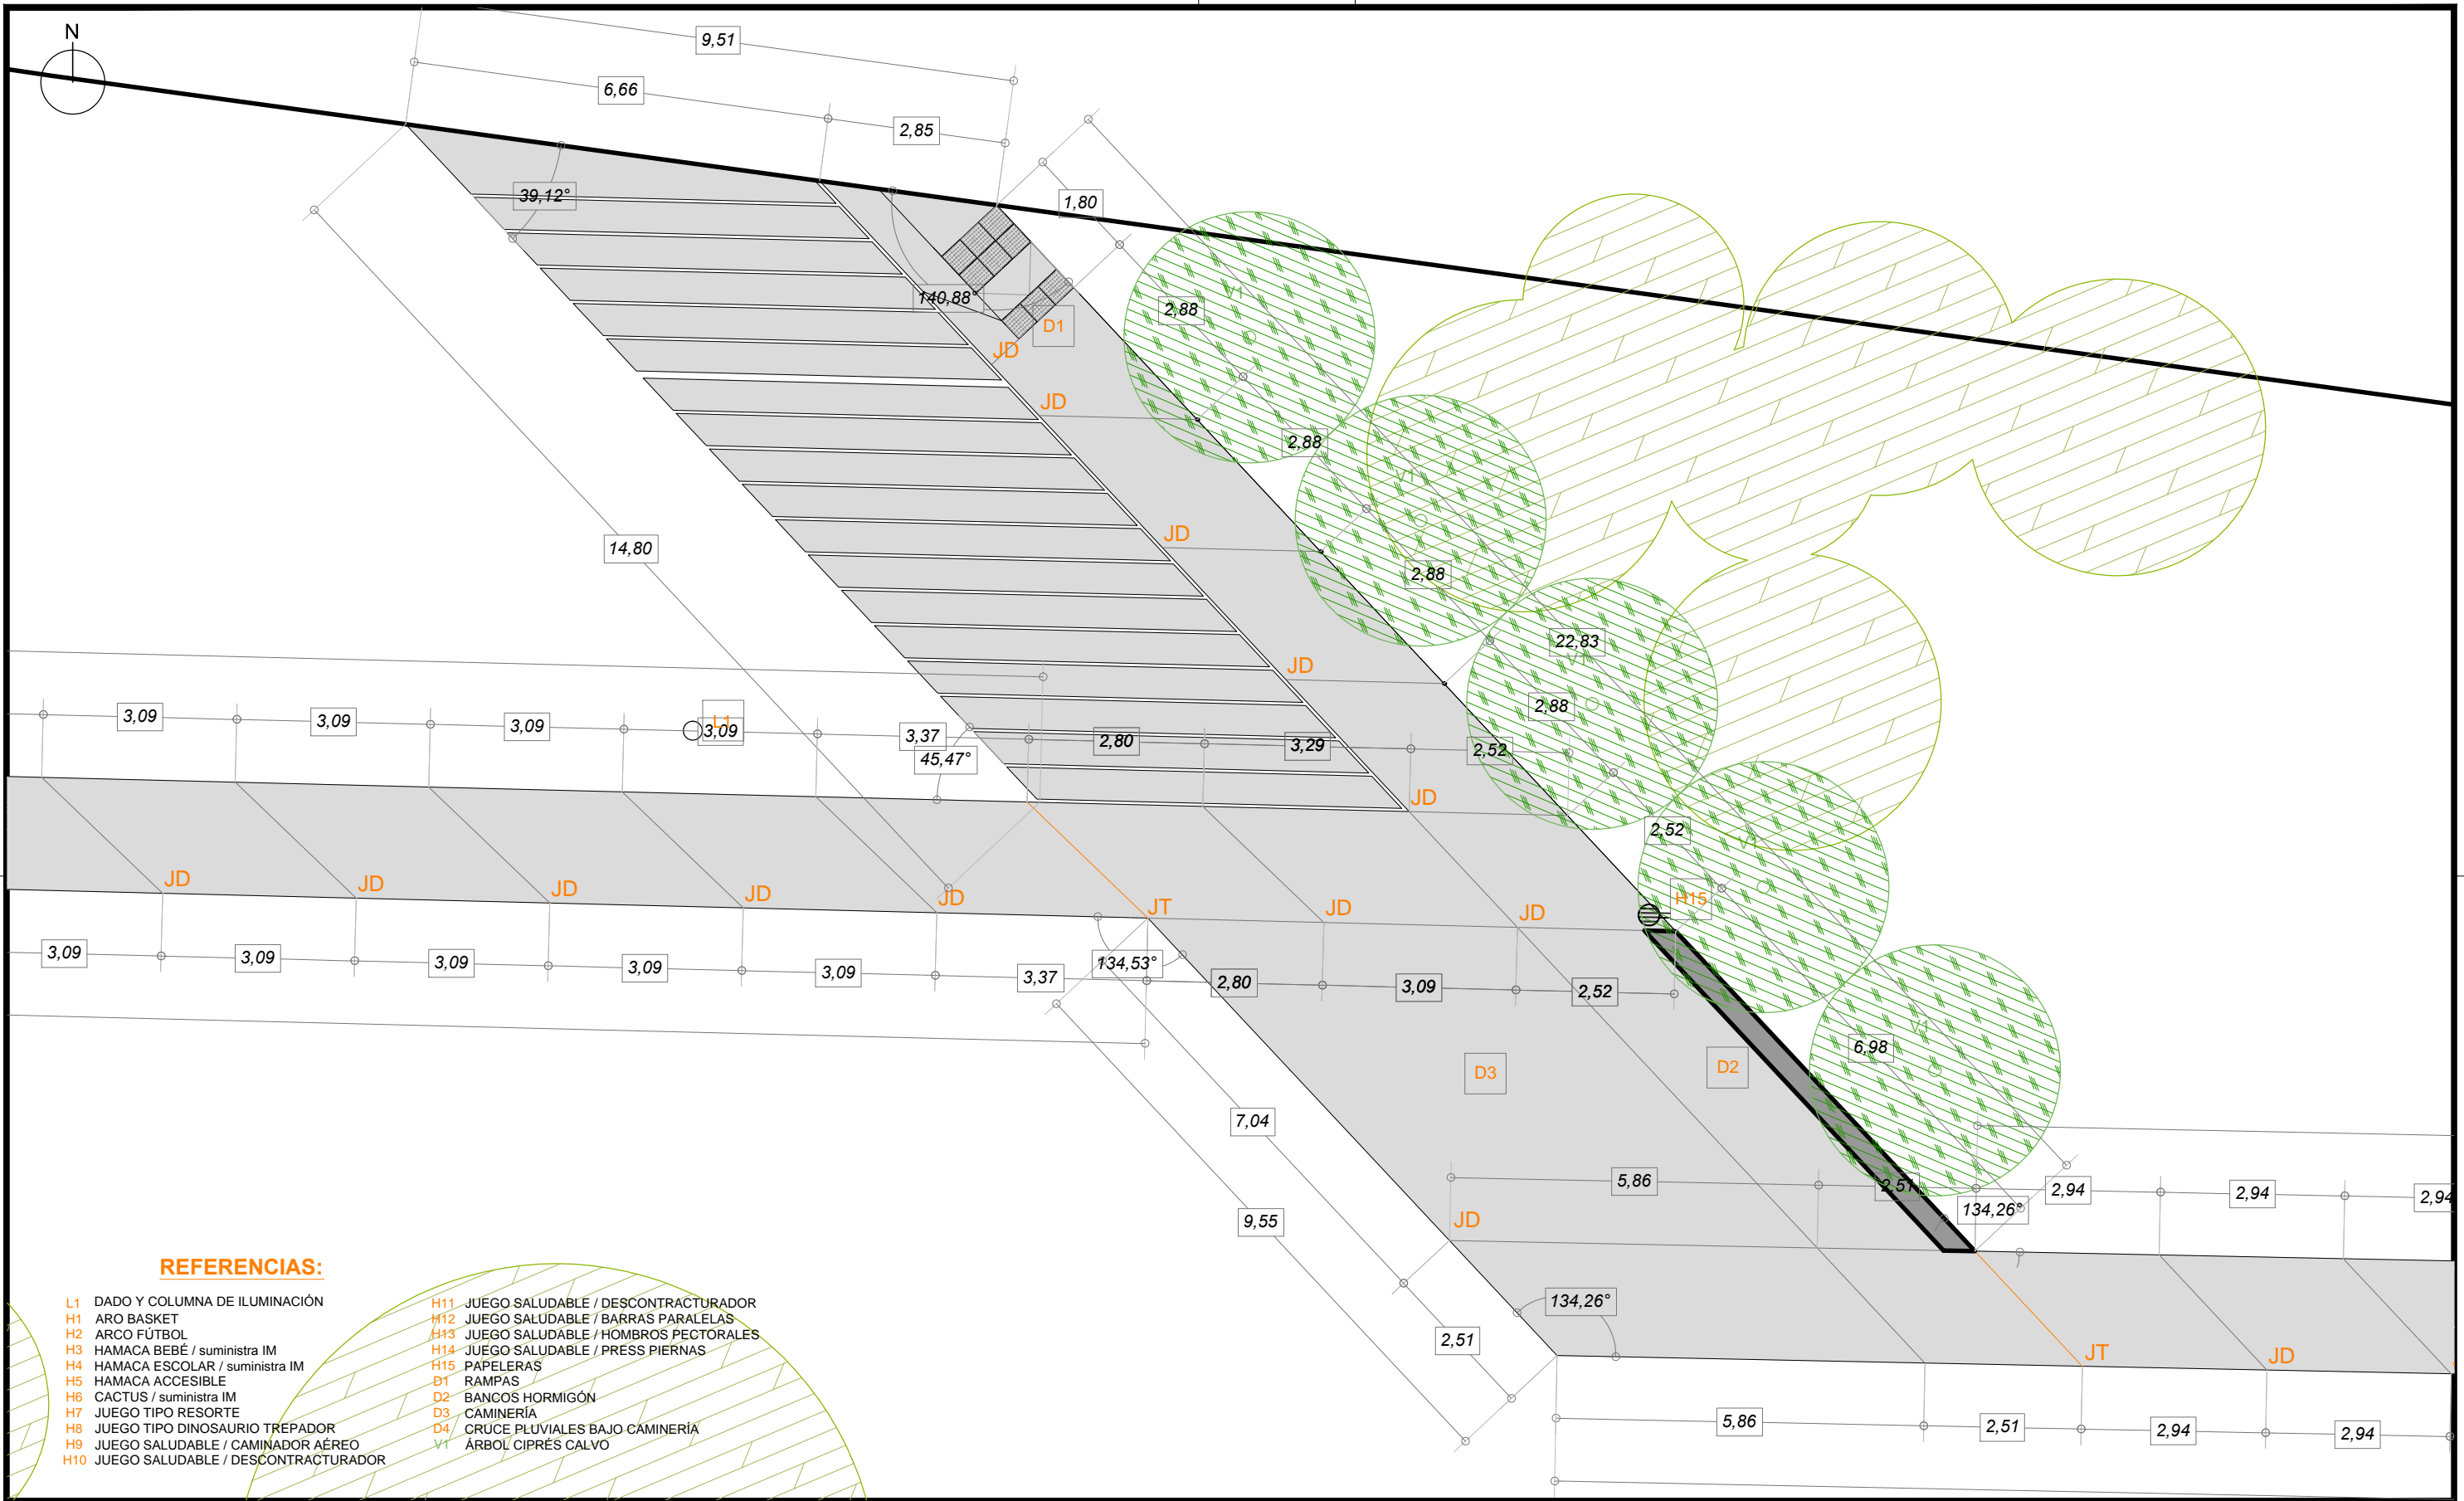 N
9,51
6,66
2,85
39,12°
1,80
140,88°
D1
V1
2,88
JD
JD
2,88
V1
JD
2,88
14,80
22,83
V1
JD
2,88
3,09
3,09
3,09
L1
3,09
3,37
2,80
3,29
2,52
45,47°
JD
2,52
V1
JD
JD
JD
JD
JD
JT
JD
JD
H15
3,09
3,09
3,09
3,09
3,09
3,37
134,53°
2,80
3,09
2,52
V1
6,98
D3
D2
7,04
5,86
2,51
2,94
2,94
2,94
134,26°
9,55
JD
134,26°
2,51
JT
JD
5,86
2,51
2,94
2,94
REFERENCIAS:
L1 DADO Y COLUMNA DE ILUMINACIÓN
H1 ARO BASKET
H2 ARCO FÚTBOL
H3 HAMACA BEBÉ / suministra IM
H4 HAMACA ESCOLAR / suministra IM
H5 HAMACA ACCESIBLE
H6 CACTUS / suministra IM
H7 JUEGO TIPO RESORTE
H8 JUEGO TIPO DINOSAURIO TREPADOR
H9 JUEGO SALUDABLE / CAMINADOR AÉREO
H10 JUEGO SALUDABLE / DESCONTRACTURADOR
H11 JUEGO SALUDABLE / DESCONTRACTURADOR
H12 JUEGO SALUDABLE / BARRAS PARALELAS
H13 JUEGO SALUDABLE / HOMBROS PECTORALES
H14 JUEGO SALUDABLE / PRESS PIERNAS
H15 PAPELERAS
D1 RAMPAS
D2 BANCOS HORMIGÓN
D3 CAMINERÍA
D4 CRUCE PLUVIALES BAJO CAMINERÍA
V1 ÁRBOL CIPRÉS CALVO